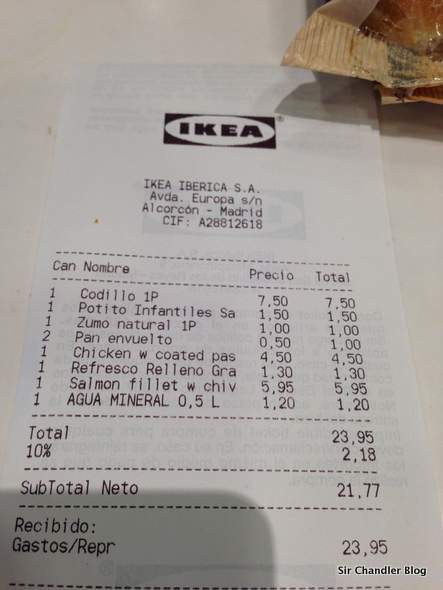 IKEA
IKEA IBERICA S.A.
Avda. Europa s/n
Alcorcón - Madrid
CIF: A28812618
Can Nombre Precio Total
1 Codillo 1P 7,50 7,50
1 Potito Infantiles Sa 1,50 1,50
1 Zumo natural 1P 1,00 1,00
2 Pan envuelto 0,50 1,00
1 Chicken w coated pas 4,50 4,50
1 Refresco Relleno Gra 1,30 1,30
1 Salmon fillet w chiv 5,95 5,95
1 AGUA MINERAL 0,5 L 1,20 1,20
Total 23,95
10% 2,18
SubTotal Neto 21,77
Recibido:
Gastos/Repr 23,95
Sir Chandler Blog